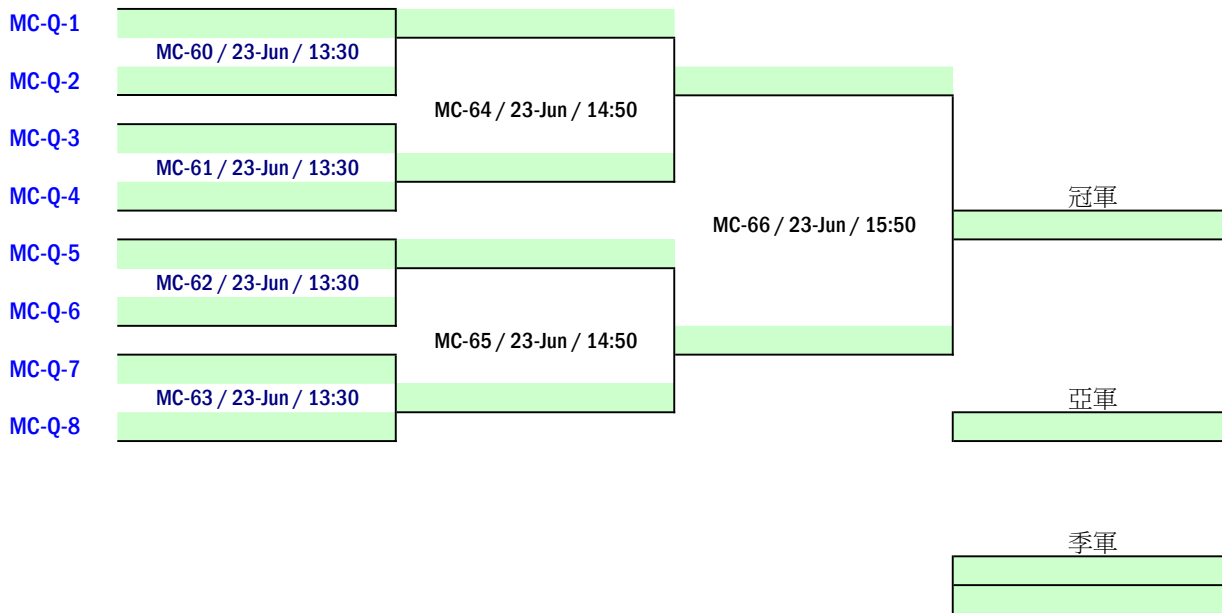 MC-Q-1
MC-60 / 23-Jun / 13:30
MC-Q-2
MC-64 / 23-Jun / 14:50
MC-Q-3
MC-61 / 23-Jun / 13:30
MC-Q-4
冠軍
MC-66 / 23-Jun / 15:50
MC-Q-5
MC-62 / 23-Jun / 13:30
MC-Q-6
MC-65 / 23-Jun / 14:50
MC-Q-7
MC-63 / 23-Jun / 13:30
亞軍
MC-Q-8
季軍